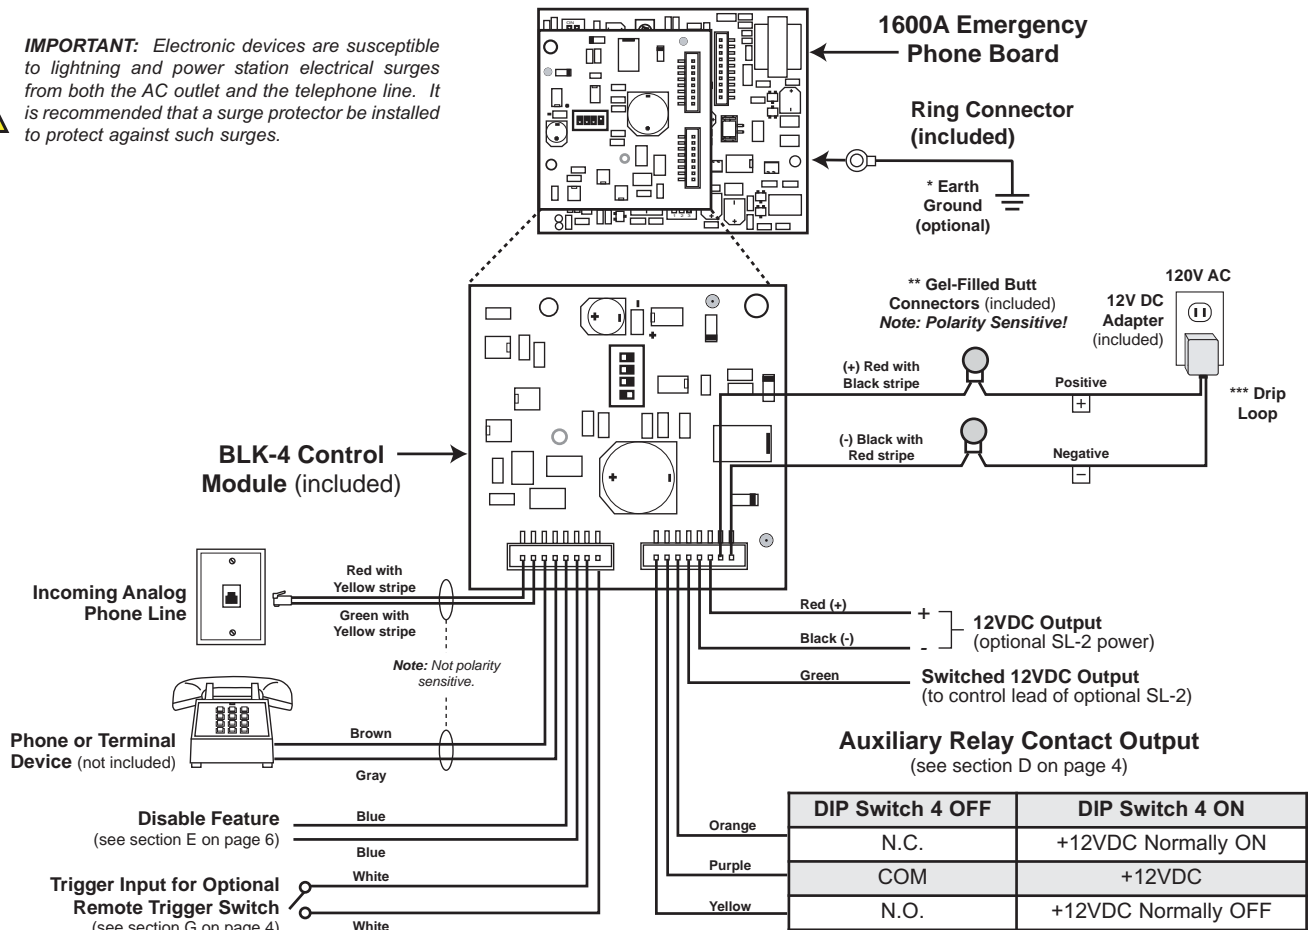 IMPORTANT: Electronic devices are susceptible
to lightning and power station electrical surges
from both the AC outlet and the telephone line. It
is recommended that a surge protector be installed
to protect against such surges.
1600A Emergency
Phone Board
Ring Connector
(included)
* Earth
Ground
(optional)
** Gel-Filled Butt
Connectors (included)
Note: Polarity Sensitive!
120V AC
12V DC
Adapter
(included)
(+) Red with
Black stripe
Positive
+
*** Drip
Loop
(-) Black with
Red stripe
Negative
–
BLK-4 Control
Module (included)
Incoming Analog
Phone Line
Red with
Yellow stripe
Green with
Yellow stripe
Note: Not polarity
sensitive.
Red (+)
+
12VDC Output
(optional SL-2 power)
Black (-)
-
Green
Switched 12VDC Output
(to control lead of optional SL-2)
Phone or Terminal
Device (not included)
Brown
Gray
Auxiliary Relay Contact Output
(see section D on page 4)
Disable Feature
(see section E on page 6)
Blue
Blue
DIP Switch 4 OFF DIP Switch 4 ON
Orange
N.C. +12VDC Normally ON
Purple
COM +12VDC
Yellow
N.O. +12VDC Normally OFF
Trigger Input for Optional
Remote Trigger Switch
(see section G on page 4)
White
White